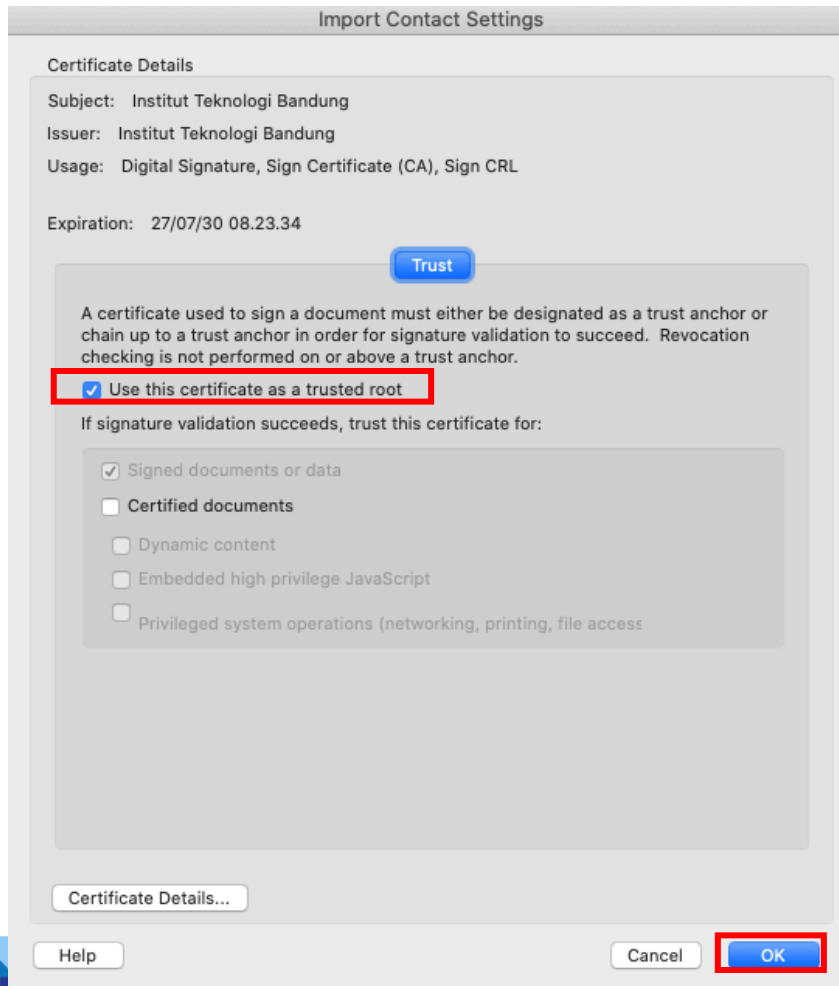 Import Contact Settings
Certificate Details
Subject: Institut Teknologi Bandung
Issuer: Institut Teknologi Bandung
Usage: Digital Signature, Sign Certificate (CA), Sign CRL
Expiration: 27/07/30 08.23.34
Trust
A certificate used to sign a document must either be designated as a trust anchor or
chain up to a trust anchor in order for signature validation to succeed. Revocation
checking is not performed on or above a trust anchor.
Use this certificate as a trusted root
If signature validation succeeds, trust this certificate for:
Signed documents or data
Certified documents
Dynamic content
Embedded high privilege JavaScript
Privileged system operations (networking, printing, file access
Certificate Details...
Help
Cancel
OK